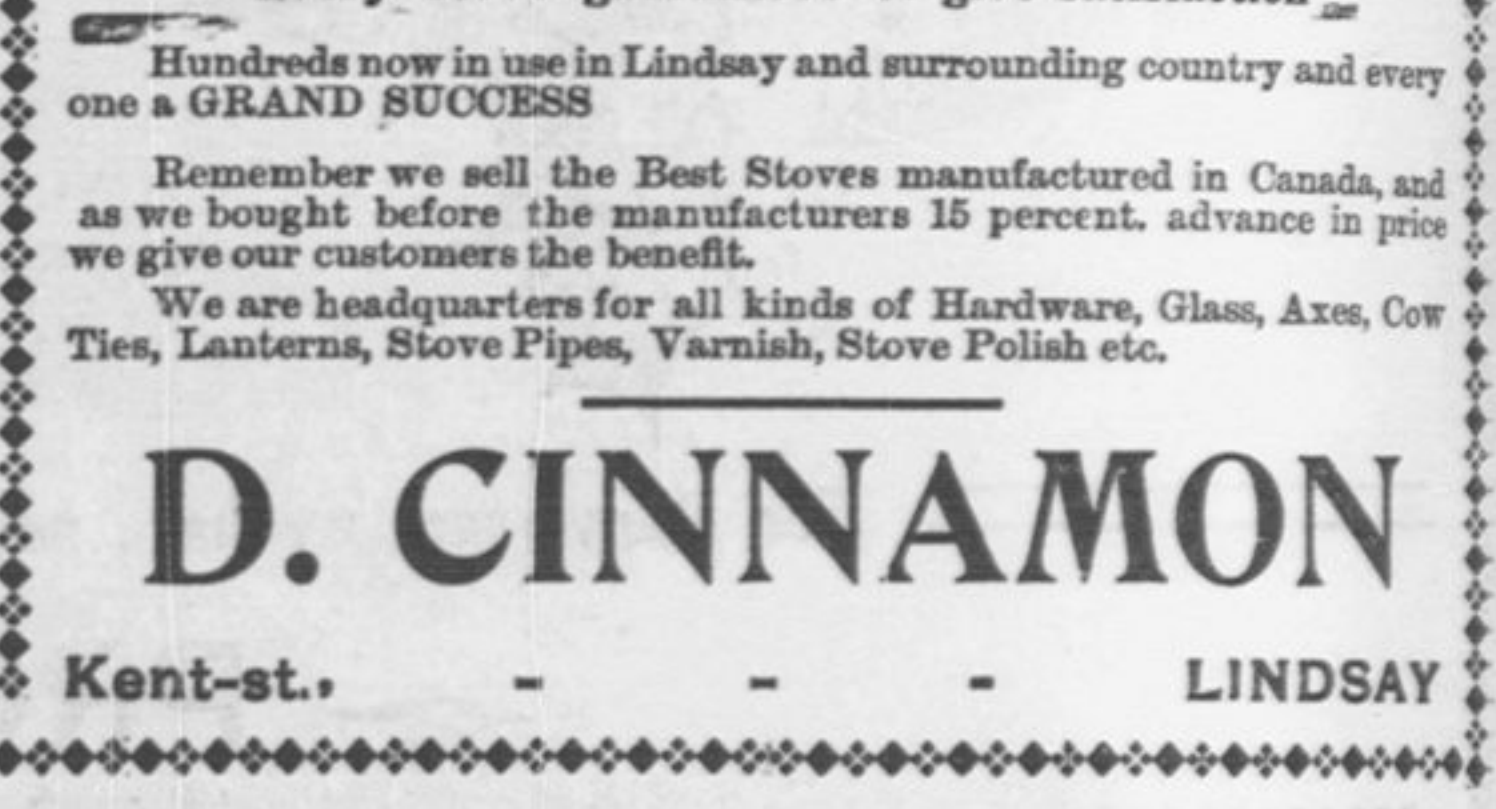 Hundreds now in use in Lindsay and surrounding country and every
one a GRAND SUCCESS
Remember we sell the Best Stoves manufactured in Canada, and
as we bought before the manufacturers 15 percent. advance in price
we give our customers the benefit.
We are headquarters for all kinds of Hardware, Glass, Axes, Cow
Ties, Lanterns, Stove Pipes, Varnish, Stove Polish etc.
D. CINNAMON
Kent-st., - - - LINDSAY